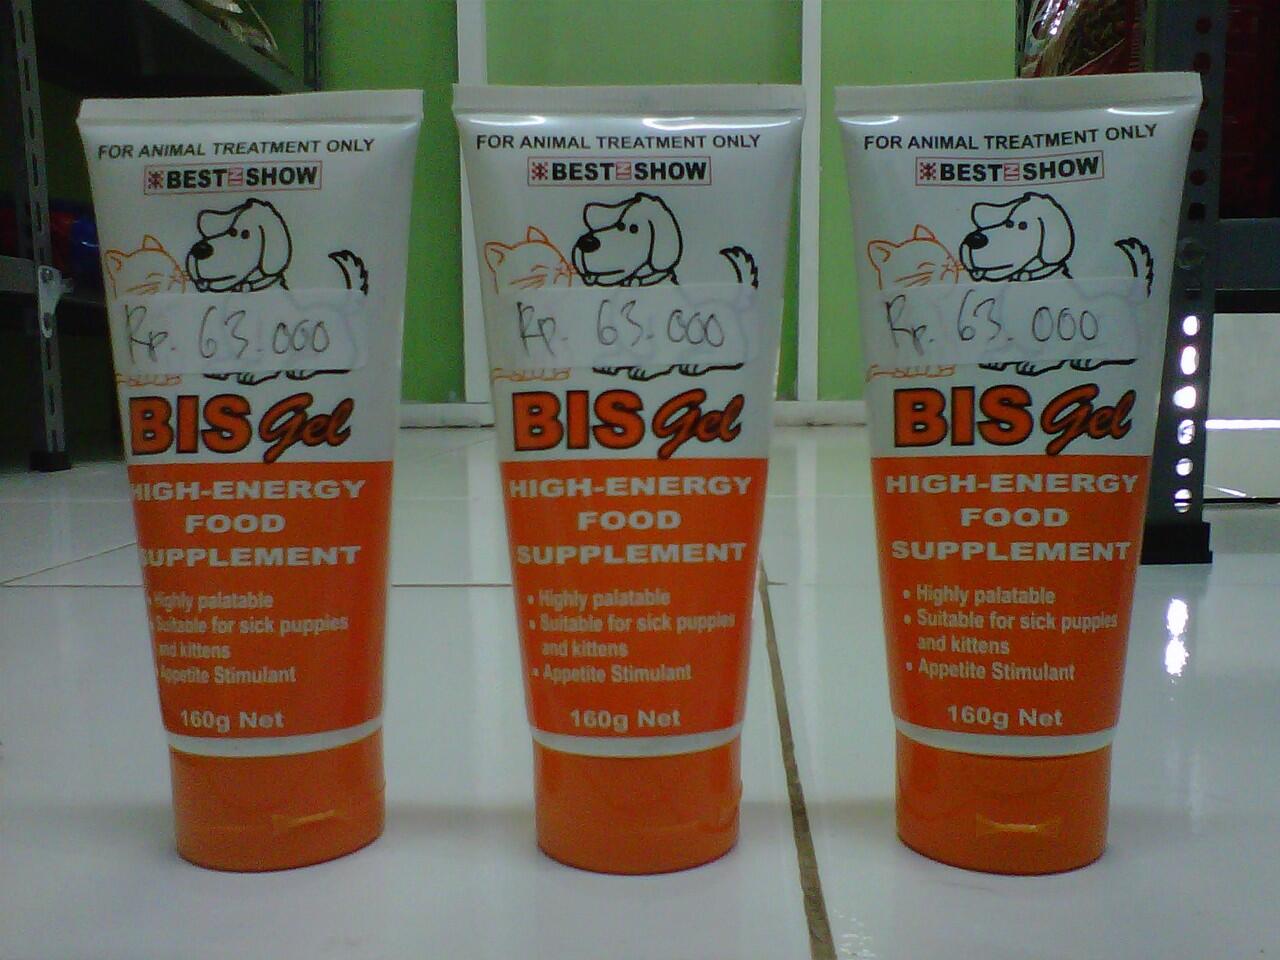 FOR ANIMAL TREATMENT ONLY
BEST IN SHOW
Rp. 63.000
BIS Gel
HIGH-ENERGY
FOOD
SUPPLEMENT
• Highly palatable
• Suitable for sick puppies
and kittens
• Appetite Stimulant
160g Net
FOR ANIMAL TREATMENT ONLY
BEST IN SHOW
Rp. 63.000
BIS Gel
HIGH-ENERGY
FOOD
SUPPLEMENT
• Highly palatable
• Suitable for sick puppies
and kittens
• Appetite Stimulant
160g Net
FOR ANIMAL TREATMENT ONLY
BEST IN SHOW
Rp. 63.000
BIS Gel
HIGH-ENERGY
FOOD
SUPPLEMENT
• Highly palatable
• Suitable for sick puppies
and kittens
• Appetite Stimulant
160g Net